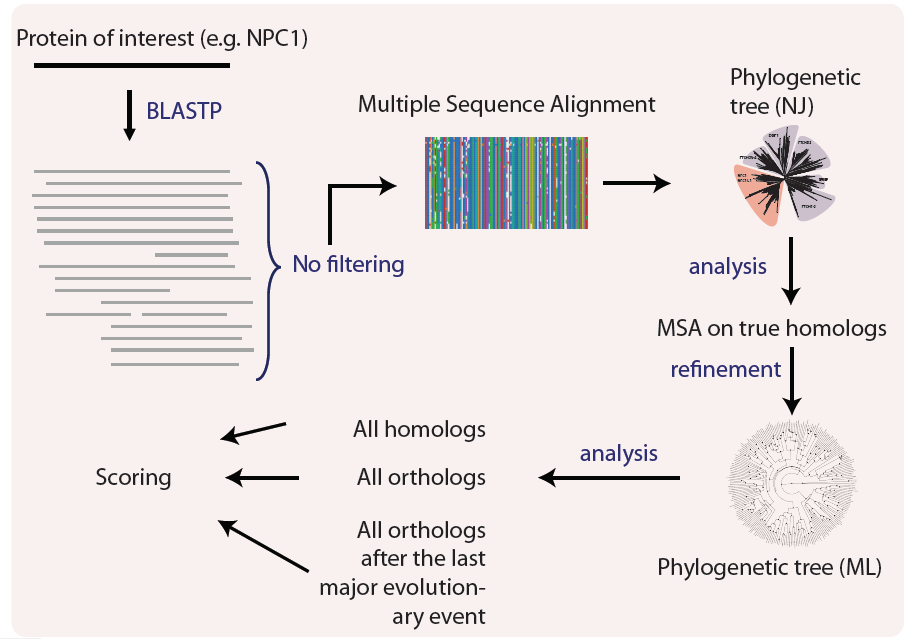 Protein of interest (e.g. NPC1)
BLASTP
No filtering
Multiple Sequence Alignment
Phylogenetic
tree (NJ)
analysis
MSA on true homologs
refinement
Phylogenetic tree (ML)
analysis
All homologs
All orthologs
All orthologs
after the last
major evolution-
ary event
Scoring